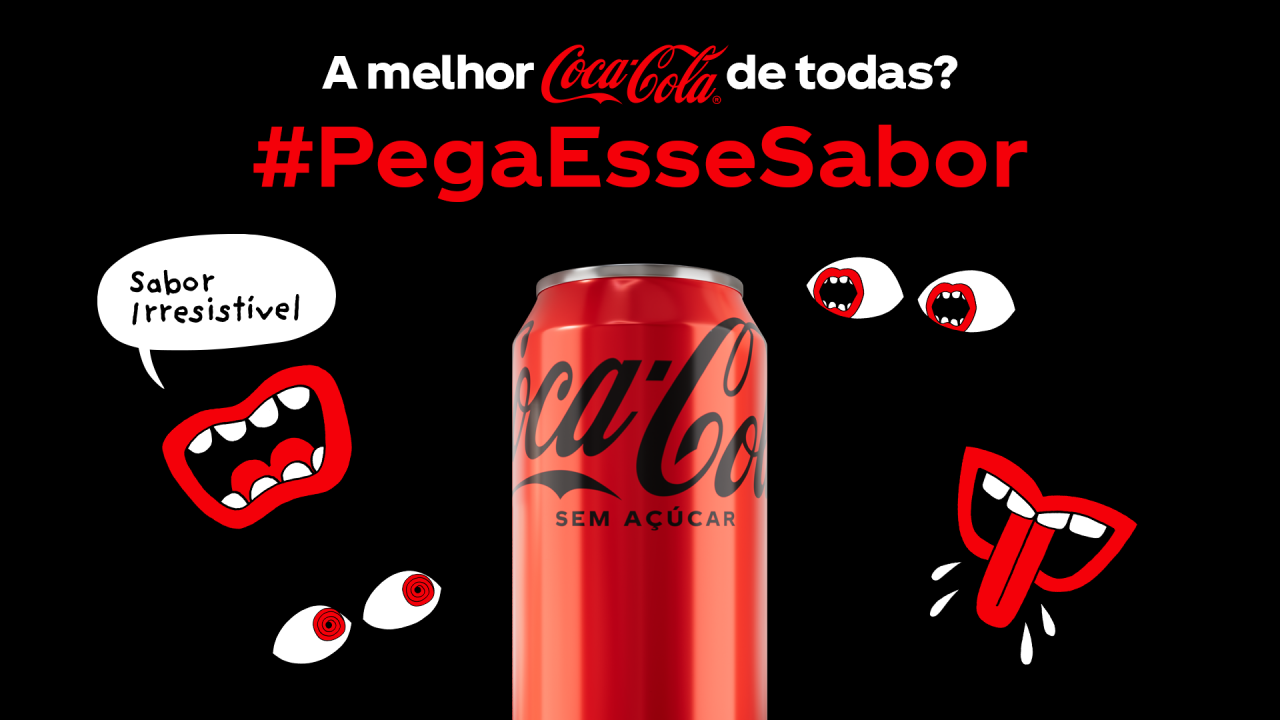 A melhor Coca-Cola® de todas?
#PegaEsseSabor
Sabor
Irresistível
Coca-Cola
SEM AÇÚCAR